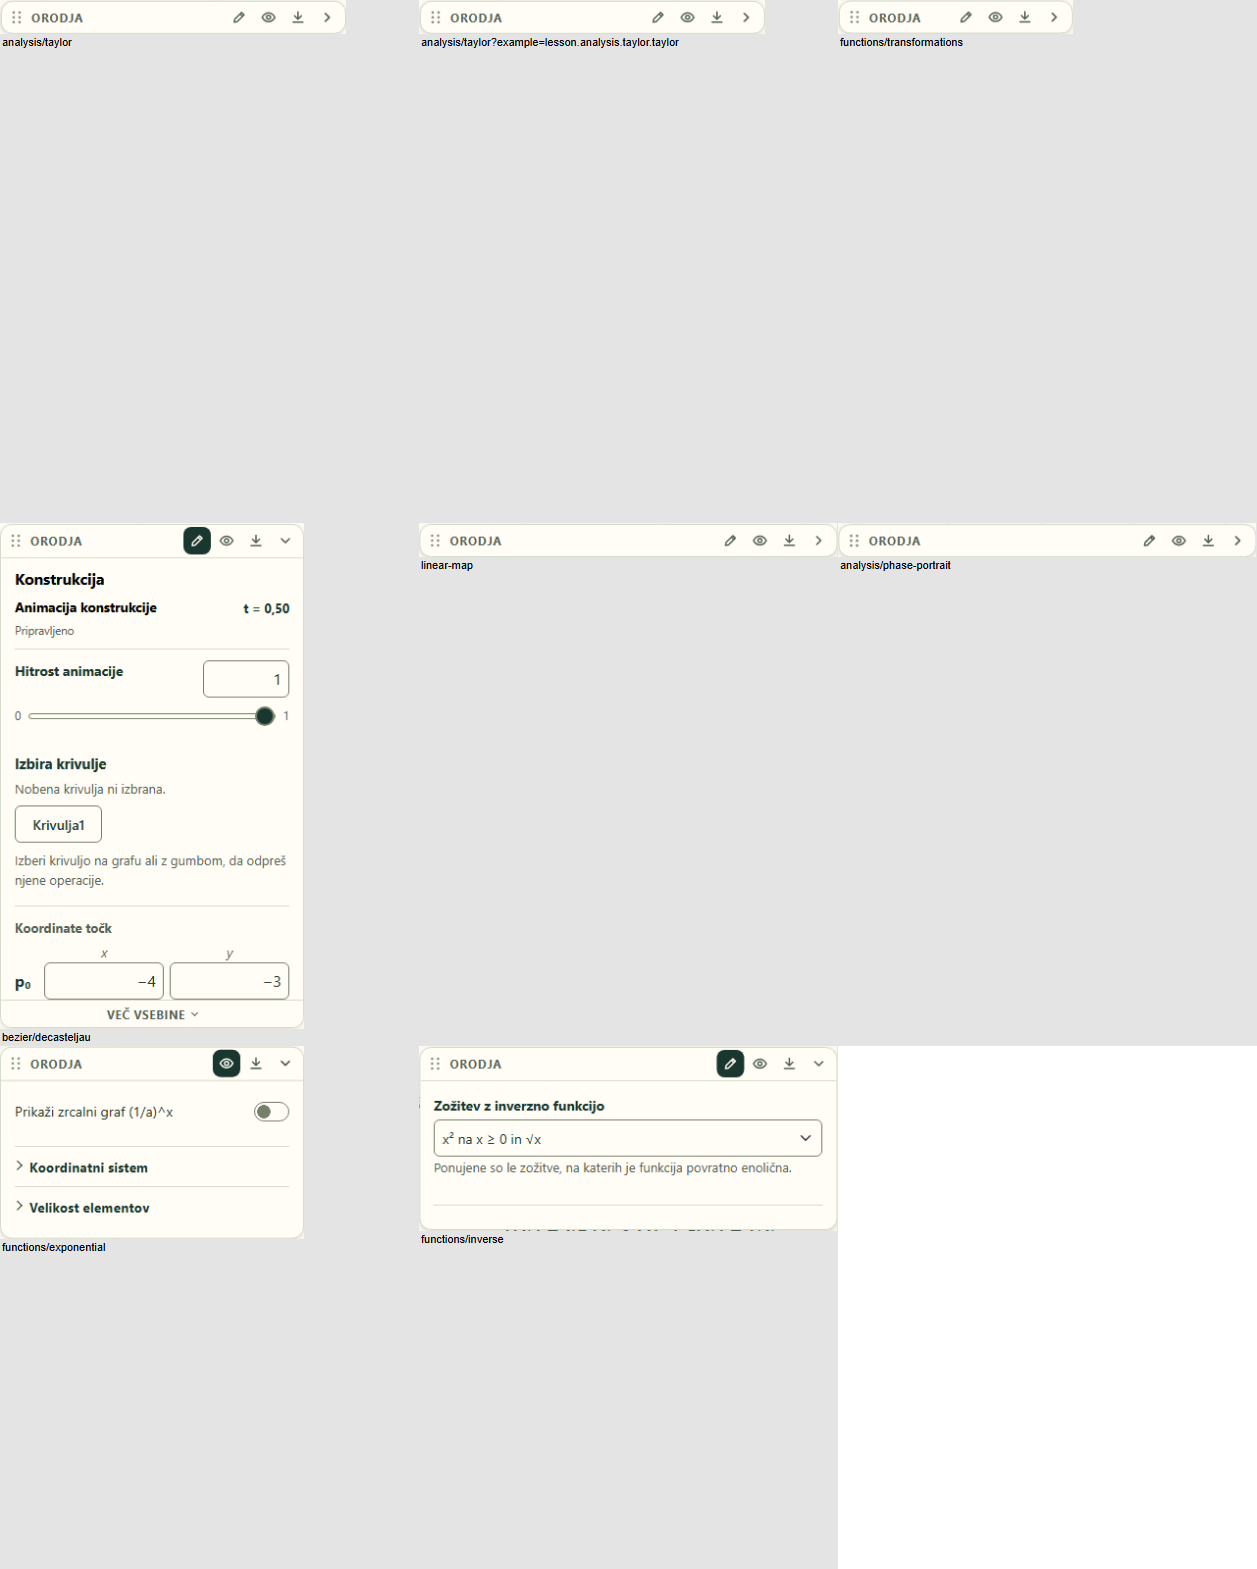 ORODJA
analysis/taylor
ORODJA
analysis/taylor?example=lesson.analysis.taylor.taylor
ORODJA
functions/transformations
ORODJA
Konstrukcija
Animacija konstrukcije t = 0,50
Pripravljeno
Hitrost animacije 1
0 1
Izbira krivulje
Nobena krivulja ni izbrana.
Krivulja1
Izberi krivuljo na grafu ali z gumbom, da odpreš
njene operacije.
Koordinate točk
x y
p₀ −4 −3
VEČ VSEBINE
bezier/decasteljau
ORODJA
linear-map
ORODJA
analysis/phase-portrait
ORODJA
Prikaži zrcalni graf (1/a)^x
Koordinatni sistem
Velikost elementov
functions/exponential
ORODJA
Zožitev z inverzno funkcijo
x² na x ≥ 0 in √x
Ponujene so le zožitve, na katerih je funkcija povratno enolična.
functions/inverse